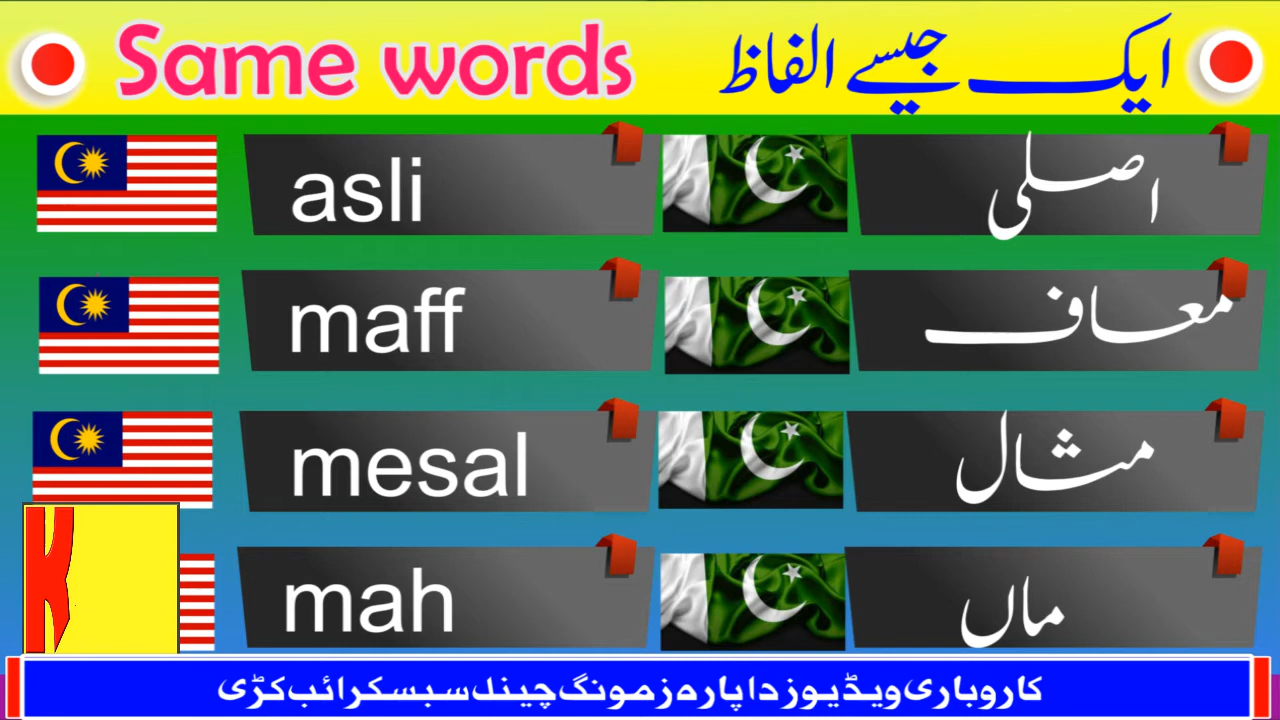 Same words ایک جیسے الفاظ
asli اصلی
maff معاف
mesal مثال
mah ماں
K
کاروباری ویڈیوز دا پارہ زمونگ چینل سبسکرائب کڑی